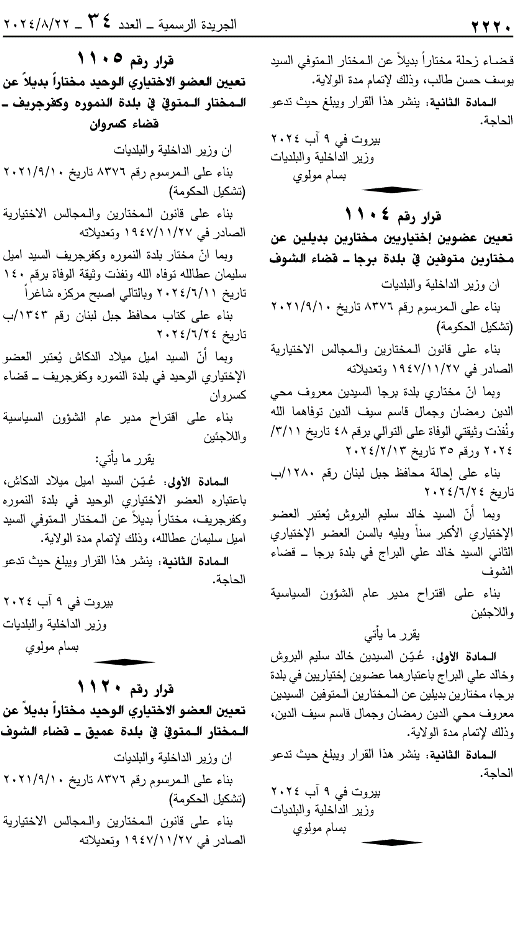 ٢٢٢٠
الجريدة الرسمية ــ العدد ٣٤ ــ ٢٠٢٤/٨/٢٢
قضاء زحلة مختاراً بديلاً عن المختار المتوفي السيد
يوسف حسن طالب، وذلك لإتمام مدة الولاية.
المادة الثانية: ينشر هذا القرار ويبلغ حيث تدعو
الحاجة.
بيروت في ٩ آب ٢٠٢٤
وزير الداخلية والبلديات
بسام مولوي
قرار رقم ١١٠٤
تعيين عضوين إختياريين مختارين بديلين عن
مختارين متوفين في بلدة برجا ــ قضاء الشوف
ان وزير الداخلية والبلديات
بناء على المرسوم رقم ٨٣٧٦ تاريخ ٢٠٢١/٩/١٠
(تشكيل الحكومة)
بناء على قانون المختارين والمجالس الاختيارية
الصادر في ١٩٤٧/١١/٢٧ وتعديلاته
وبما انّ مختاري بلدة برجا السيدين معروف محي
الدين رمضان وجمال قاسم سيف الدين توفاهما الله
ونُفذت وثيقتي الوفاة على التوالي برقم ٤٨ تاريخ ٣/١١/
٢٠٢٤ ورقم ٣٥ تاريخ ٢٠٢٤/٢/١٣
بناء على إحالة محافظ جبل لبنان رقم ١٢٨٠/ب
تاريخ ٢٠٢٤/٦/٢٤
وبما أنّ السيد خالد سليم البروش يُعتبر العضو
الإختياري الأكبر سناً ويليه بالسن العضو الإختياري
الثاني السيد خالد علي البراج في بلدة برجا ــ قضاء
الشوف
بناء على اقتراح مدير عام الشؤون السياسية
واللاجئين
يقرر ما يأتي
المادة الأولى: عُـيّـن السيدين خالد سليم البروش
وخالد علي البراج باعتبارهما عضوين إختياريين في بلدة
برجا، مختارين بديلين عن المختارين المتوفين السيدين
معروف محي الدين رمضان وجمال قاسم سيف الدين،
وذلك لإتمام مدة الولاية.
المادة الثانية: ينشر هذا القرار ويبلغ حيث تدعو
الحاجة.
بيروت في ٩ آب ٢٠٢٤
وزير الداخلية والبلديات
بسام مولوي
قرار رقم ١١٠٥
تعيين العضو الاختياري الوحيد مختاراً بديلاً عن
المختار المتوفي في بلدة النموره وكفرجريف ــ
قضاء كسروان
ان وزير الداخلية والبلديات
بناء على المرسوم رقم ٨٣٧٦ تاريخ ٢٠٢١/٩/١٠
(تشكيل الحكومة)
بناء على قانون المختارين والمجالس الاختيارية
الصادر في ١٩٤٧/١١/٢٧ وتعديلاته
وبما انّ مختار بلدة النموره وكفرجريف السيد اميل
سليمان عطالله توفاه الله ونفذت وثيقة الوفاة برقم ١٤٠
تاريخ ٢٠٢٤/٦/١١ وبالتالي اصبح مركزه شاغراً
بناء على كتاب محافظ جبل لبنان رقم ١٣٤٣/ب
تاريخ ٢٠٢٤/٦/٢٤
وبما أنّ السيد اميل ميلاد الدكاش يُعتبر العضو
الإختياري الوحيد في بلدة النموره وكفرجريف ــ قضاء
كسروان
بناء على اقتراح مدير عام الشؤون السياسية
واللاجئين
يقرر ما يأتي:
المادة الأولى: عُـيّـن السيد اميل ميلاد الدكاش،
باعتباره العضو الاختياري الوحيد في بلدة النموره
وكفرجريف، مختاراً بديلاً عن المختار المتوفي السيد
اميل سليمان عطالله، وذلك لإتمام مدة الولاية.
المادة الثانية: ينشر هذا القرار ويبلغ حيث تدعو
الحاجة.
بيروت في ٩ آب ٢٠٢٤
وزير الداخلية والبلديات
بسام مولوي
قرار رقم ١١٢٠
تعيين العضو الاختياري الوحيد مختاراً بديلاً عن
المختار المتوفي في بلدة عميق ــ قضاء الشوف
ان وزير الداخلية والبلديات
بناء على المرسوم رقم ٨٣٧٦ تاريخ ٢٠٢١/٩/١٠
(تشكيل الحكومة)
بناء على قانون المختارين والمجالس الاختيارية
الصادر في ١٩٤٧/١١/٢٧ وتعديلاته